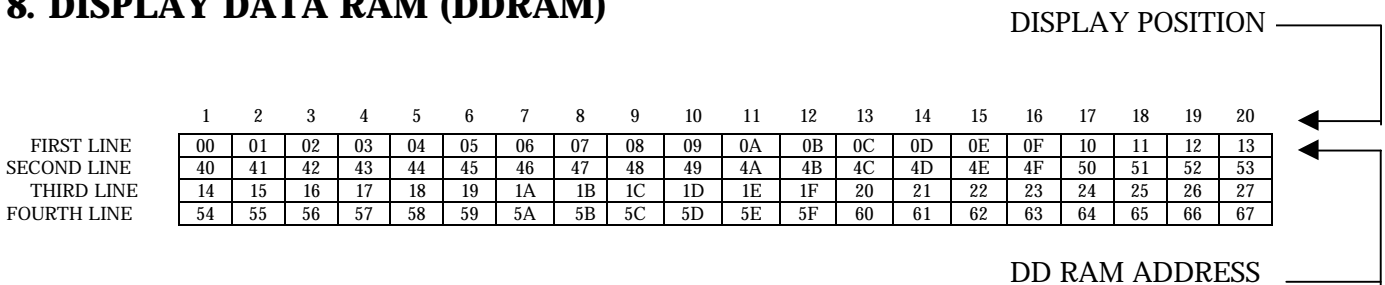 8. DISPLAY DATA RAM (DDRAM)
DISPLAY POSITION
1 2 3 4 5 6 7 8 9 10 11 12 13 14 15 16 17 18 19 20
FIRST LINE 00 01 02 03 04 05 06 07 08 09 0A 0B 0C 0D 0E 0F 10 11 12 13
SECOND LINE 40 41 42 43 44 45 46 47 48 49 4A 4B 4C 4D 4E 4F 50 51 52 53
THIRD LINE 14 15 16 17 18 19 1A 1B 1C 1D 1E 1F 20 21 22 23 24 25 26 27
FOURTH LINE 54 55 56 57 58 59 5A 5B 5C 5D 5E 5F 60 61 62 63 64 65 66 67
DD RAM ADDRESS